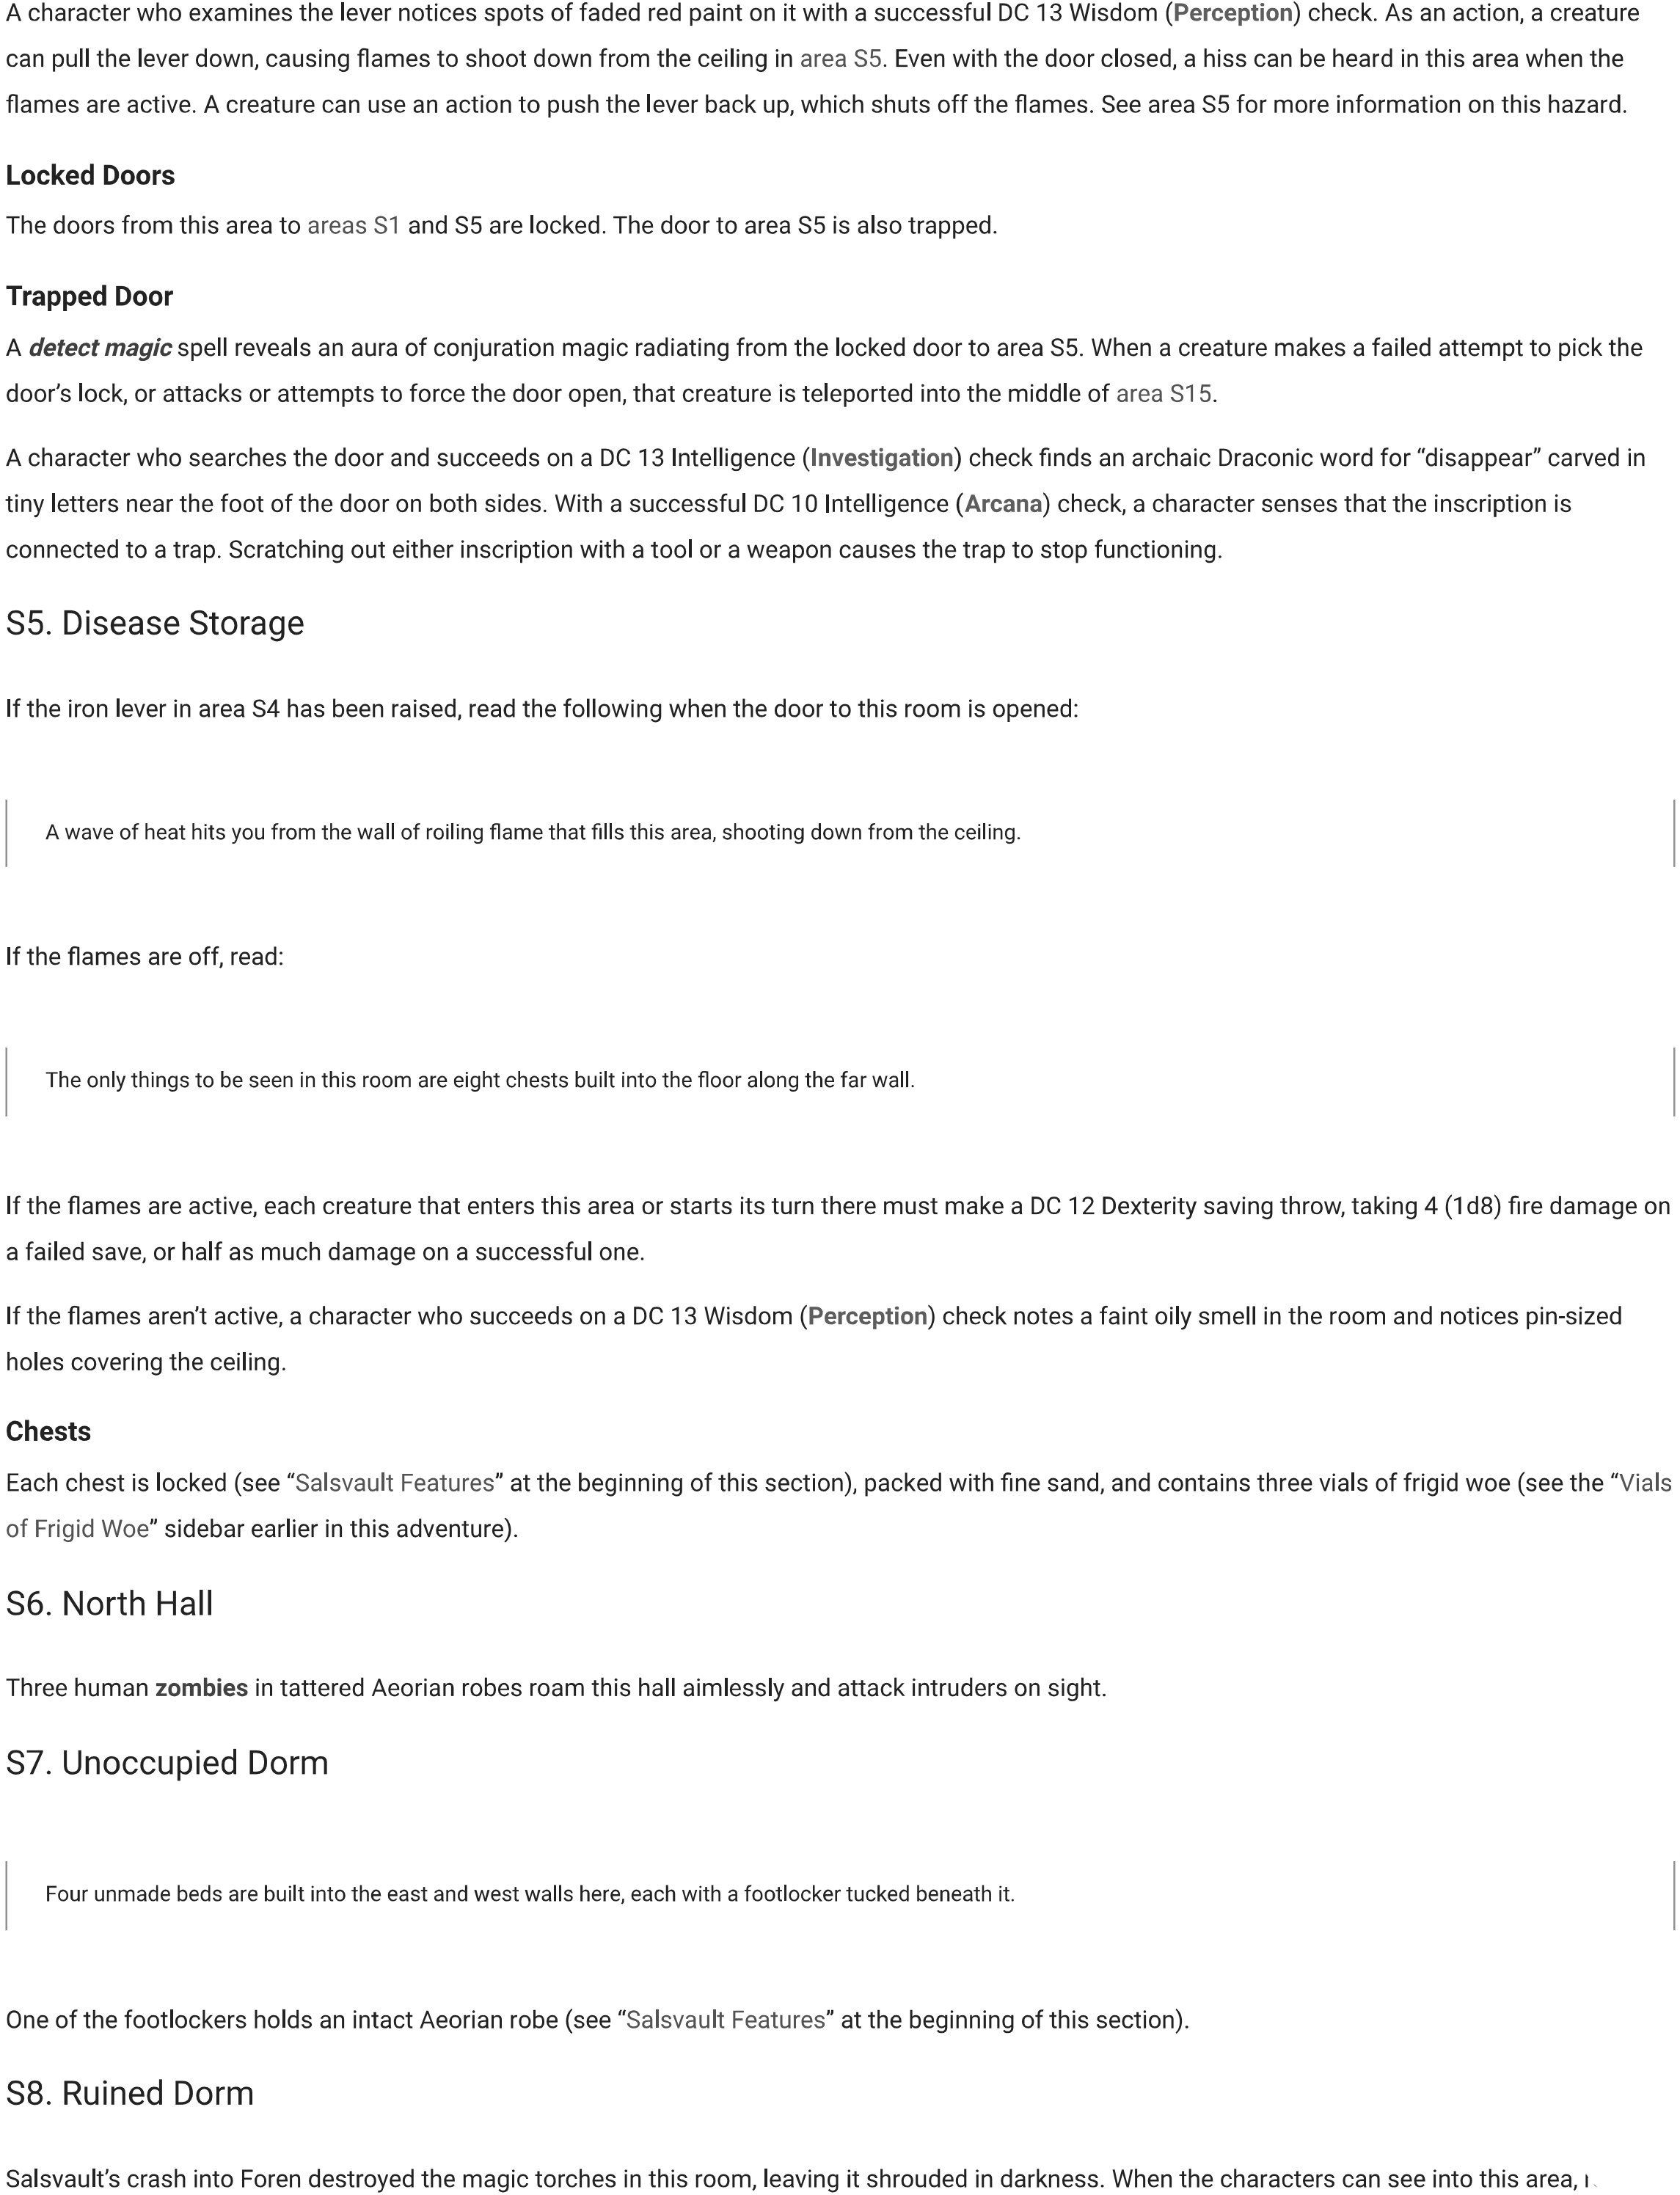 A character who examines the lever notices spots of faded red paint on it with a successful DC 13 Wisdom (Perception) check. As an action, a creature
can pull the lever down, causing flames to shoot down from the ceiling in area S5. Even with the door closed, a hiss can be heard in this area when the
flames are active. A creature can use an action to push the lever back up, which shuts off the flames. See area S5 for more information on this hazard.
Locked Doors
The doors from this area to areas S1 and S5 are locked. The door to area S5 is also trapped.
Trapped Door
A detect magic spell reveals an aura of conjuration magic radiating from the locked door to area S5. When a creature makes a failed attempt to pick the
door’s lock, or attacks or attempts to force the door open, that creature is teleported into the middle of area S15.
A character who searches the door and succeeds on a DC 13 Intelligence (Investigation) check finds an archaic Draconic word for “disappear” carved in
tiny letters near the foot of the door on both sides. With a successful DC 10 Intelligence (Arcana) check, a character senses that the inscription is
connected to a trap. Scratching out either inscription with a tool or a weapon causes the trap to stop functioning.
S5. Disease Storage
If the iron lever in area S4 has been raised, read the following when the door to this room is opened:
A wave of heat hits you from the wall of roiling flame that fills this area, shooting down from the ceiling.
If the flames are off, read:
The only things to be seen in this room are eight chests built into the floor along the far wall.
If the flames are active, each creature that enters this area or starts its turn there must make a DC 12 Dexterity saving throw, taking 4 (1d8) fire damage on
a failed save, or half as much damage on a successful one.
If the flames aren’t active, a character who succeeds on a DC 13 Wisdom (Perception) check notes a faint oily smell in the room and notices pin-sized
holes covering the ceiling.
Chests
Each chest is locked (see “Salsvault Features” at the beginning of this section), packed with fine sand, and contains three vials of frigid woe (see the “Vials
of Frigid Woe” sidebar earlier in this adventure).
S6. North Hall
Three human zombies in tattered Aeorian robes roam this hall aimlessly and attack intruders on sight.
S7. Unoccupied Dorm
Four unmade beds are built into the east and west walls here, each with a footlocker tucked beneath it.
One of the footlockers holds an intact Aeorian robe (see “Salsvault Features” at the beginning of this section).
S8. Ruined Dorm
Salsvault’s crash into Foren destroyed the magic torches in this room, leaving it shrouded in darkness. When the characters can see into this area,